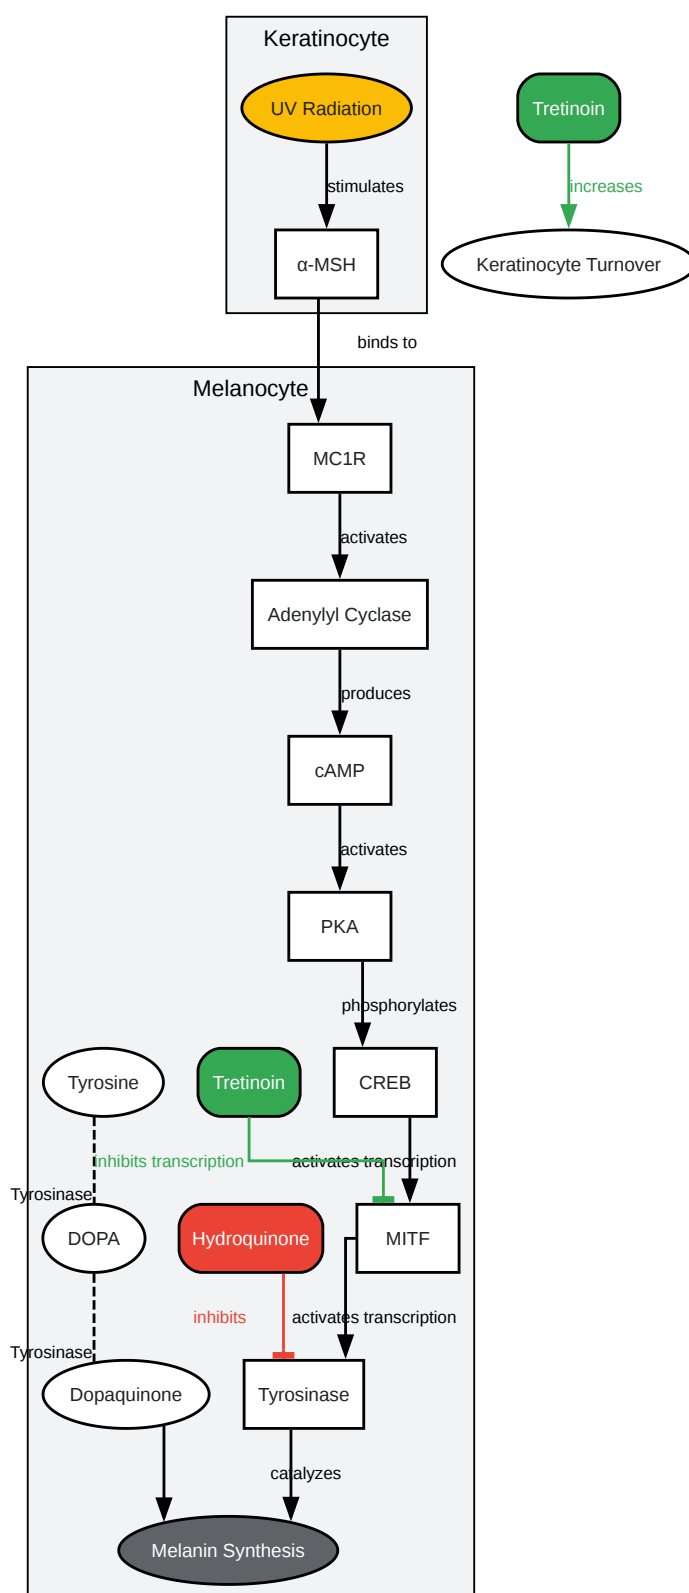 Keratinocyte
UV Radiation
Tretinoin
stimulates
increases
α-MSH
Keratinocyte Turnover
binds to
Melanocyte
MC1R
activates
Adenylyl Cyclase
produces
cAMP
activates
PKA
phosphorylates
Tyrosine
Tretinoin
CREB
inhibits transcription
activates transcription
Tyrosinase
DOPA
Hydroquinone
MITF
inhibits
activates transcription
Tyrosinase
Dopaquinone
Tyrosinase
catalyzes
Melanin Synthesis